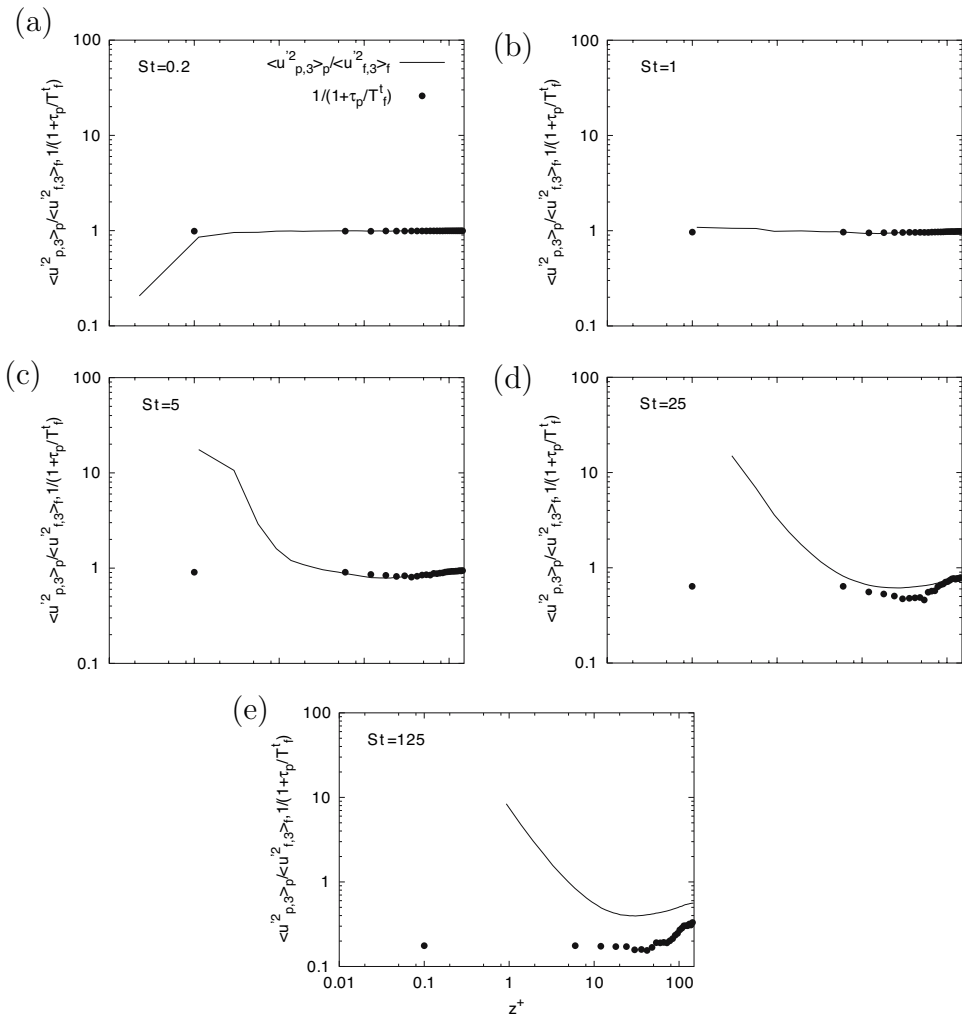 (a)
100
10
1
0.1
<u'²p,3>p/<u'²f,3>f,1/(1+τp/Tᵗf)
St=0.2
<u'²p,3>p/<u'²f,3>f
1/(1+τp/Tᵗf)
(b)
100
10
1
0.1
<u'²p,3>p/<u'²f,3>f,1/(1+τp/Tᵗf)
St=1
(c)
100
10
1
0.1
<u'²p,3>p/<u'²f,3>f,1/(1+τp/Tᵗf)
St=5
(d)
100
10
1
0.1
<u'²p,3>p/<u'²f,3>f,1/(1+τp/Tᵗf)
St=25
(e)
100
10
1
0.1
<u'²p,3>p/<u'²f,3>f,1/(1+τp/Tᵗf)
St=125
0.01 0.1 1 10 100
z⁺